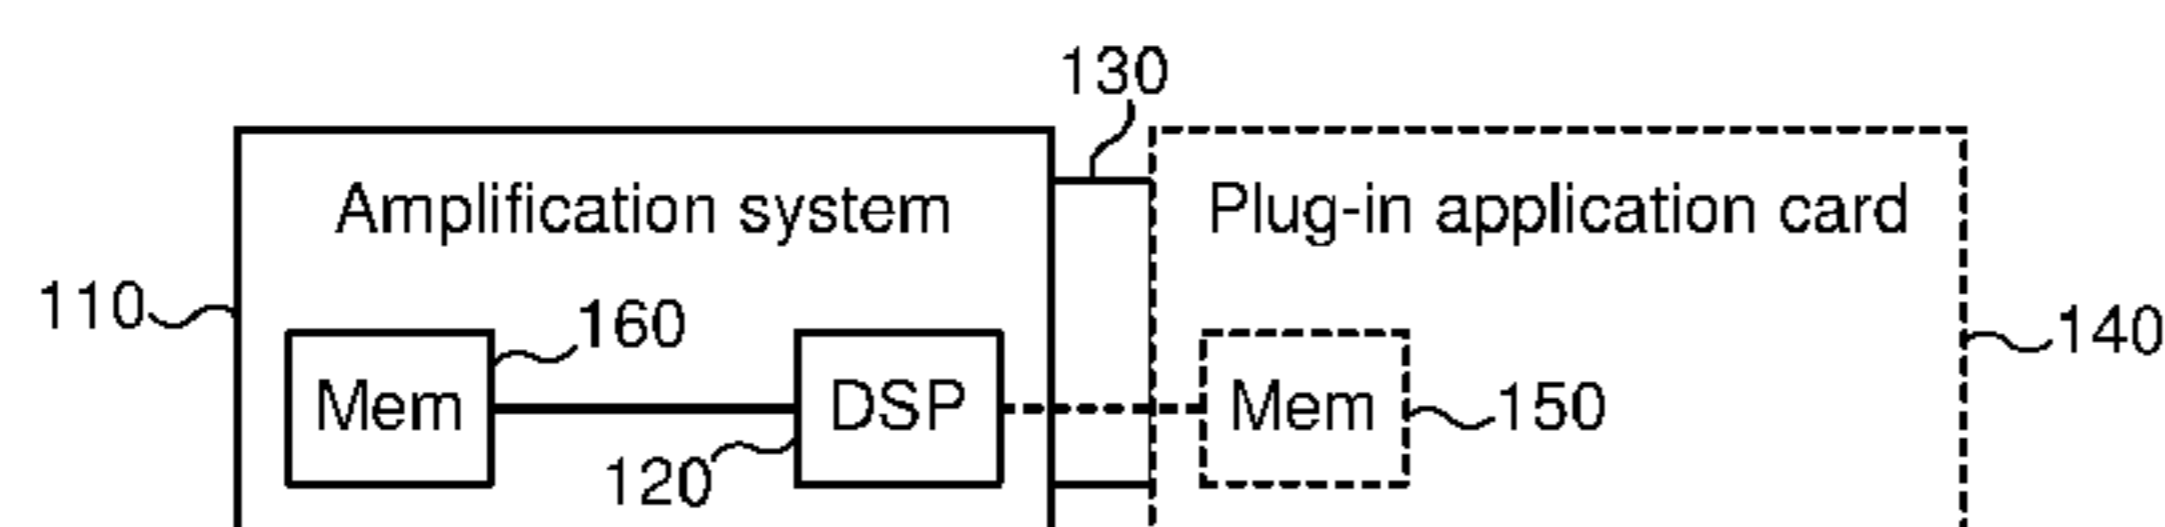 130
Amplification system
Plug-in application card
110
160
140
Mem
DSP
Mem
150
120